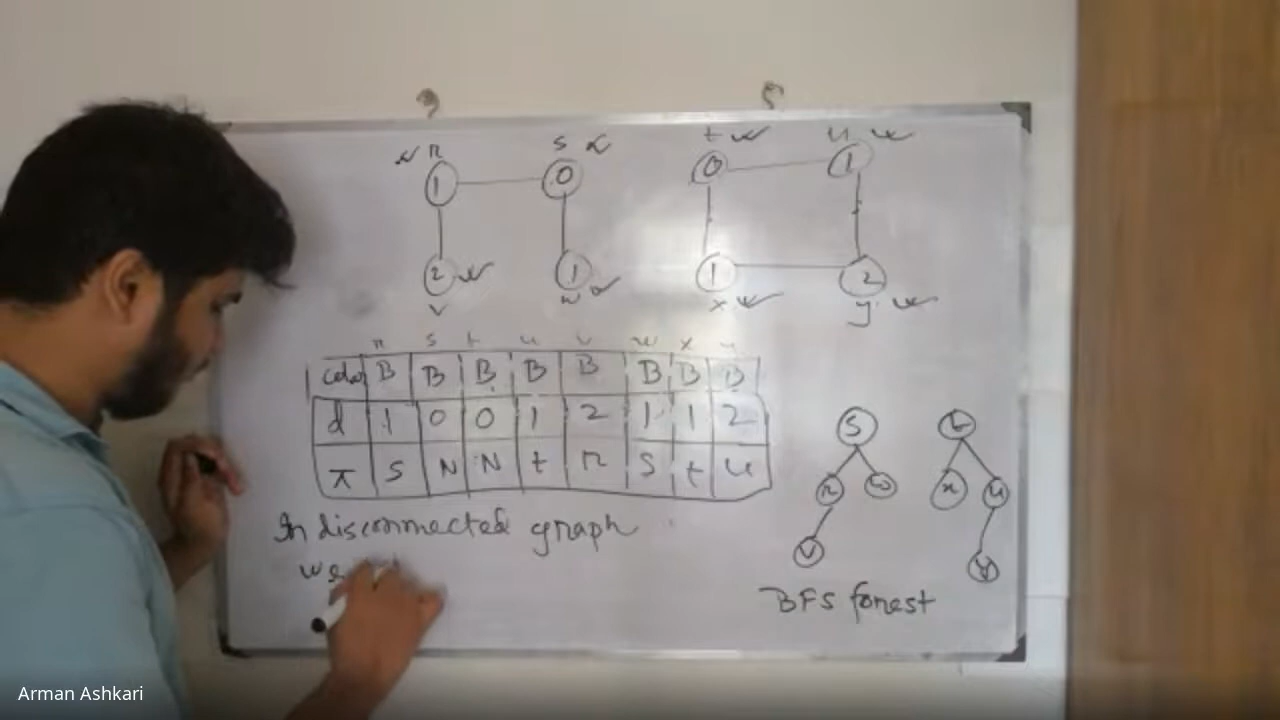 r s t u
1 0 0 1
2 1 1 2
v w x y
r s t u v w x y
color B B B B B B B B
d 1 0 0 1 2 1 1 2
π S N N t r S t u
In disconnected graph
we
S t
r w x u
v y
BFS forest
Arman Ashkari